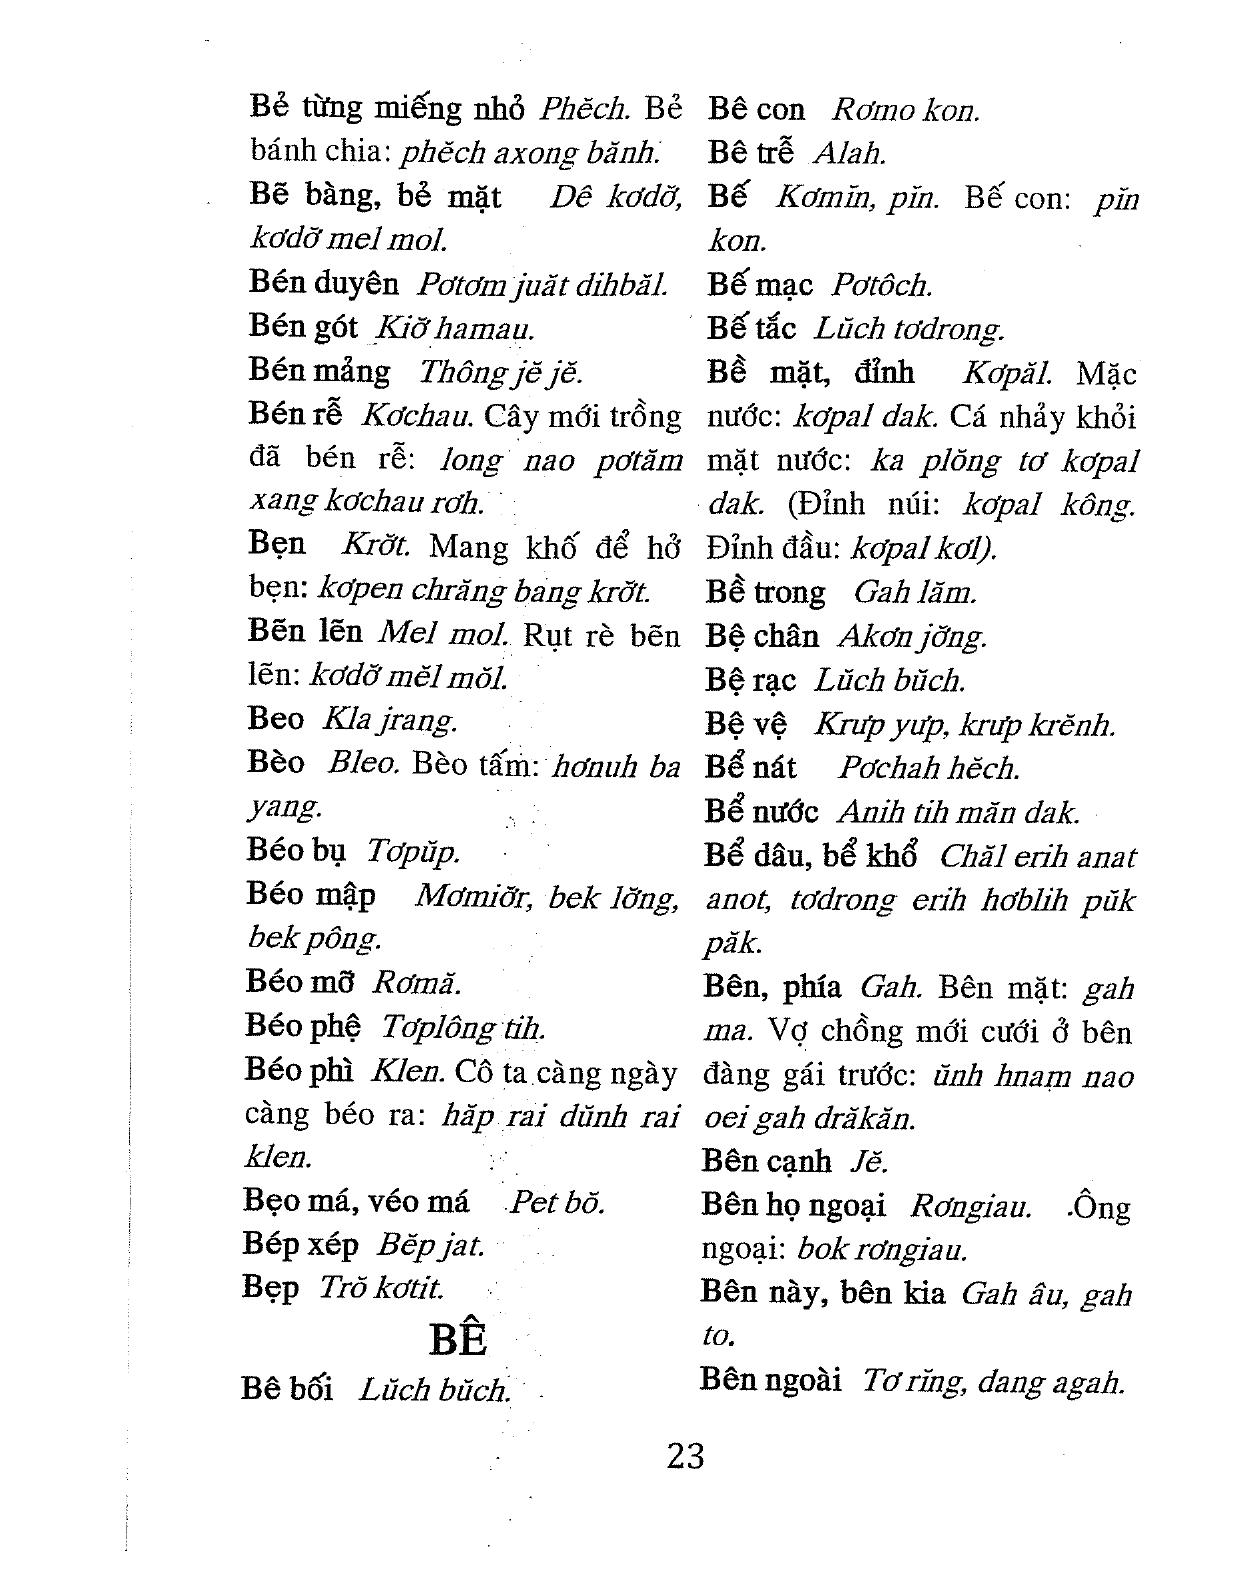 Bẻ từng miếng nhỏ Phĕch. Bẻ
bánh chia: phĕch axong bănh.
Bẽ bàng, bẻ mặt Dê kơdơ̆,
kơdơ̆ mel mol.
Bén duyên Pơtơm juăt dihbăl.
Bén gót Kiơ̆ hamau.
Bén mảng Thông jĕ jĕ.
Bén rễ Kơchau. Cây mới trồng
đã bén rễ: long nao pơtăm
xang kơchau rơh.
Bẹn Krơ̆t. Mang khố để hở
bẹn: kơpen chrăng bang krơ̆t.
Bẽn lẽn Mel mol. Rụt rè bẽn
lẽn: kơdơ̆ mĕl mŏl.
Beo Kla jrang.
Bèo Bleo. Bèo tấm: hơnuh ba
yang.
Béo bụ Tơpŭp.
Béo mập Mơmiơ̆r, bek lơ̆ng,
bek pông.
Béo mỡ Rơmă.
Béo phệ Tơplông tih.
Béo phì Klen. Cô ta càng ngày
càng béo ra: hăp rai dŭnh rai
klen.
Bẹo má, véo má Pet bŏ.
Bép xép Bĕp jat.
Bẹp Trŏ kơtit.
BÊ
Bê bối Lŭch bŭch.
Bê con Rơmo kon.
Bê trễ Alah.
Bế Kơmĭn, pĭn. Bế con: pĭn
kon.
Bế mạc Pơtôch.
Bế tắc Lŭch tơdrong.
Bề mặt, đỉnh Kơpăl. Mặc
nước: kơpal dak. Cá nhảy khỏi
mặt nước: ka plŏng tơ kơpal
dak. (Đỉnh núi: kơpal kông.
Đỉnh đầu: kơpal kơl).
Bề trong Gah lăm.
Bệ chân Akơn jơ̆ng.
Bệ rạc Lŭch bŭch.
Bệ vệ Krưp yưp, krưp krĕnh.
Bể nát Pơchah hĕch.
Bể nước Anih tih măn dak.
Bể dâu, bể khổ Chăl erih anat
anot, tơdrong erih hơblih pŭk
păk.
Bên, phía Gah. Bên mặt: gah
ma. Vợ chồng mới cưới ở bên
đàng gái trước: ŭnh hnam nao
oei gah drăkăn.
Bên cạnh Jĕ.
Bên họ ngoại Rơngiau. Ông
ngoại: bok rơngiau.
Bên này, bên kia Gah âu, gah
to.
Bên ngoài Tơ rĭng, dang agah.
23